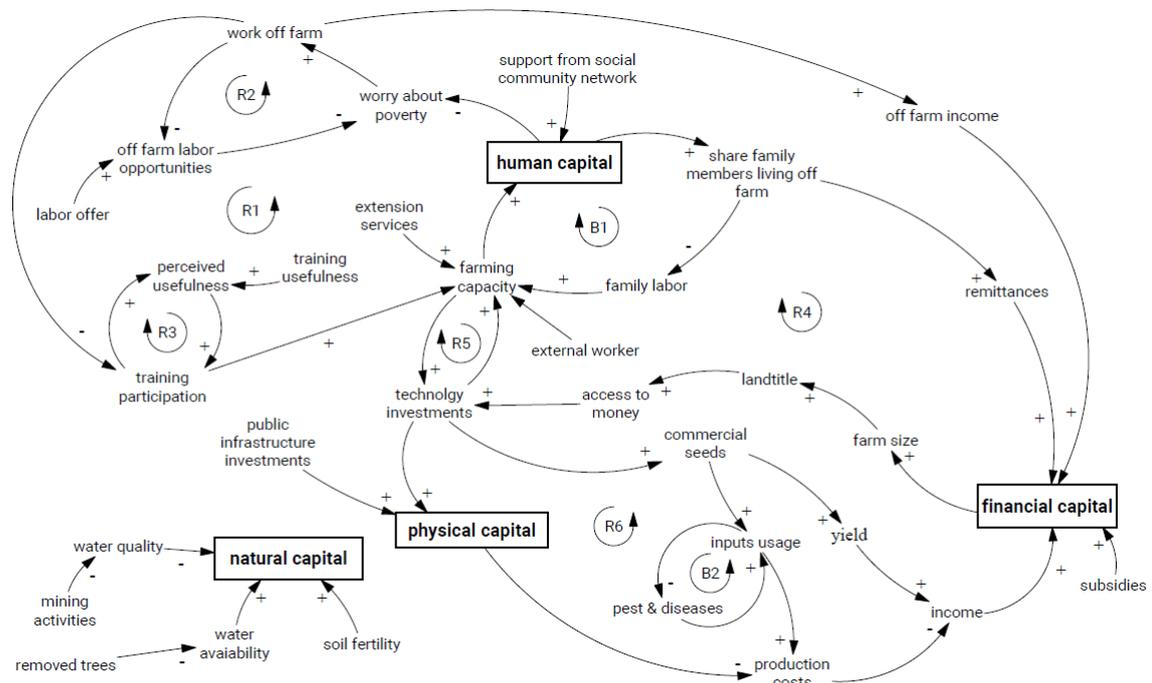 work off farm
+
support from social
community network
R2
worry about
poverty
+
off farm income
-
-
-
+
off farm labor
opportunities
+
human capital
+
share family
members living off
farm
labor offer
R1
extension
services
+
B1
perceived
usefulness
+
training
usefulness
+
farming
capacity
+
family labor
-
+
remittances
+
R3
-
+
+
+
R5
external worker
R4
training
participation
+
technolgy
investments
+
access to
money
+
landtitle
+
+
+
public
infrastructure
investments
commercial
seeds
+
farm size
+
+
+
physical capital
R6
+
inputs usage
+
yield
financial capital
water quality
-
natural capital
B2
+
-
pest & diseases
+
+
+
subsidies
-
mining
activities
+
+
income
-
water
avaiability
soil fertility
removed trees
-
+
-
production
costs